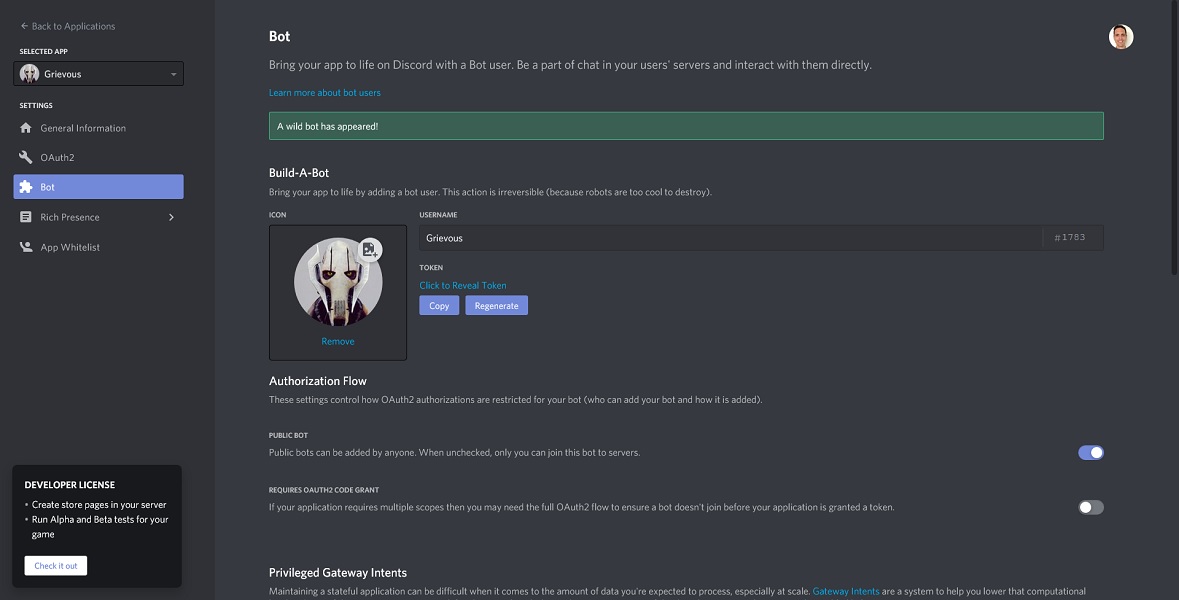 ← Back to Applications
SELECTED APP
Grievous
SETTINGS
General Information
OAuth2
Bot
Rich Presence
App Whitelist
DEVELOPER LICENSE
• Create store pages in your server
• Run Alpha and Beta tests for your
game
Check it out
Bot
Bring your app to life on Discord with a Bot user. Be a part of chat in your users' servers and interact with them directly.
Learn more about bot users
A wild bot has appeared!
Build-A-Bot
Bring your app to life by adding a bot user. This action is irreversible (because robots are too cool to destroy).
ICON
Remove
USERNAME
Grievous #1783
TOKEN
Click to Reveal Token
Copy Regenerate
Authorization Flow
These settings control how OAuth2 authorizations are restricted for your bot (who can add your bot and how it is added).
PUBLIC BOT
Public bots can be added by anyone. When unchecked, only you can join this bot to servers.
REQUIRES OAUTH2 CODE GRANT
If your application requires multiple scopes then you may need the full OAuth2 flow to ensure a bot doesn't join before your application is granted a token.
Privileged Gateway Intents
Maintaining a stateful application can be difficult when it comes to the amount of data you're expected to process, especially at scale. Gateway Intents are a system to help you lower that computational